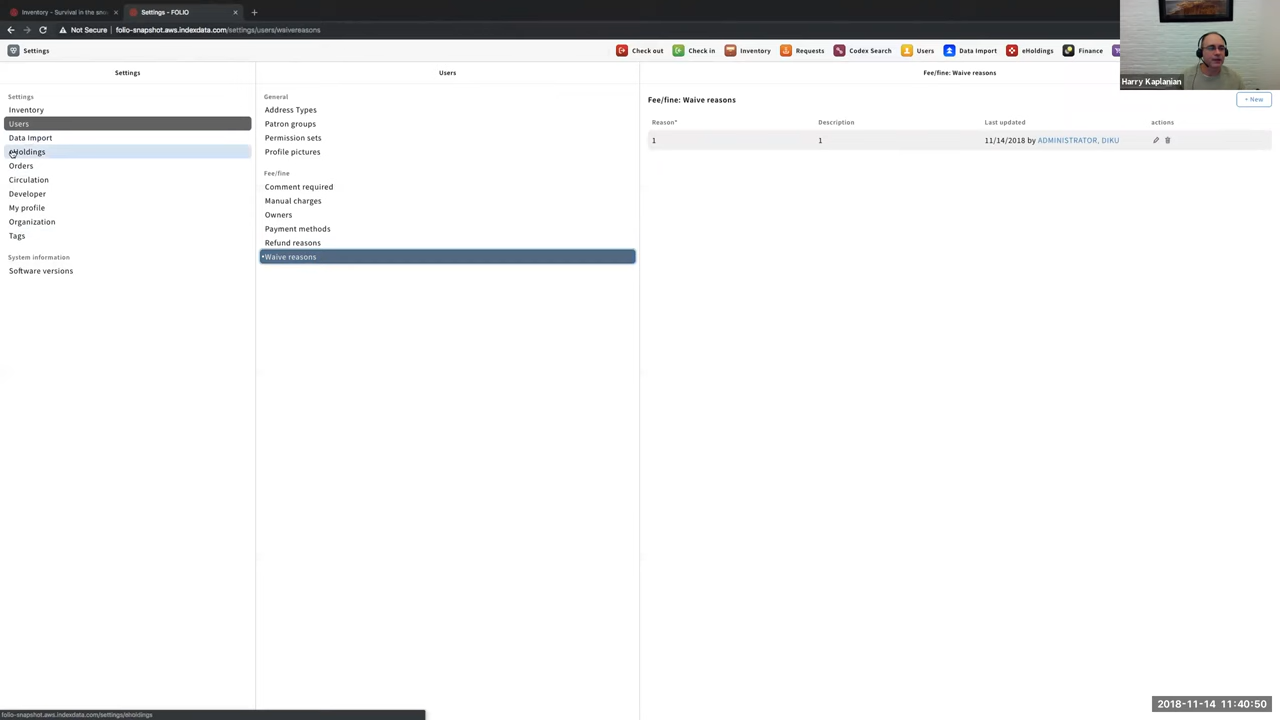 Inventory - Survival in the sno
Settings - FOLIO
Not Secure | folio-snapshot.aws.indexdata.com/settings/users/waivereasons
Settings
Check out
Check in
Inventory
Requests
Codex Search
Users
Data Import
eHoldings
Finance
Harry Kaplanian
Settings
Settings
Inventory
Users
Data Import
eHoldings
Orders
Circulation
Developer
My profile
Organization
Tags
System information
Software versions
Users
General
Address Types
Patron groups
Permission sets
Profile pictures
Fee/fine
Comment required
Manual charges
Owners
Payment methods
Refund reasons
Waive reasons
Fee/fine: Waive reasons
Fee/fine: Waive reasons
+ New
Reason* Description Last updated actions
1 1 11/14/2018 by ADMINISTRATOR, DIKU
folio-snapshot.aws.indexdata.com/settings/eholdings
2018-11-14 11:40:50